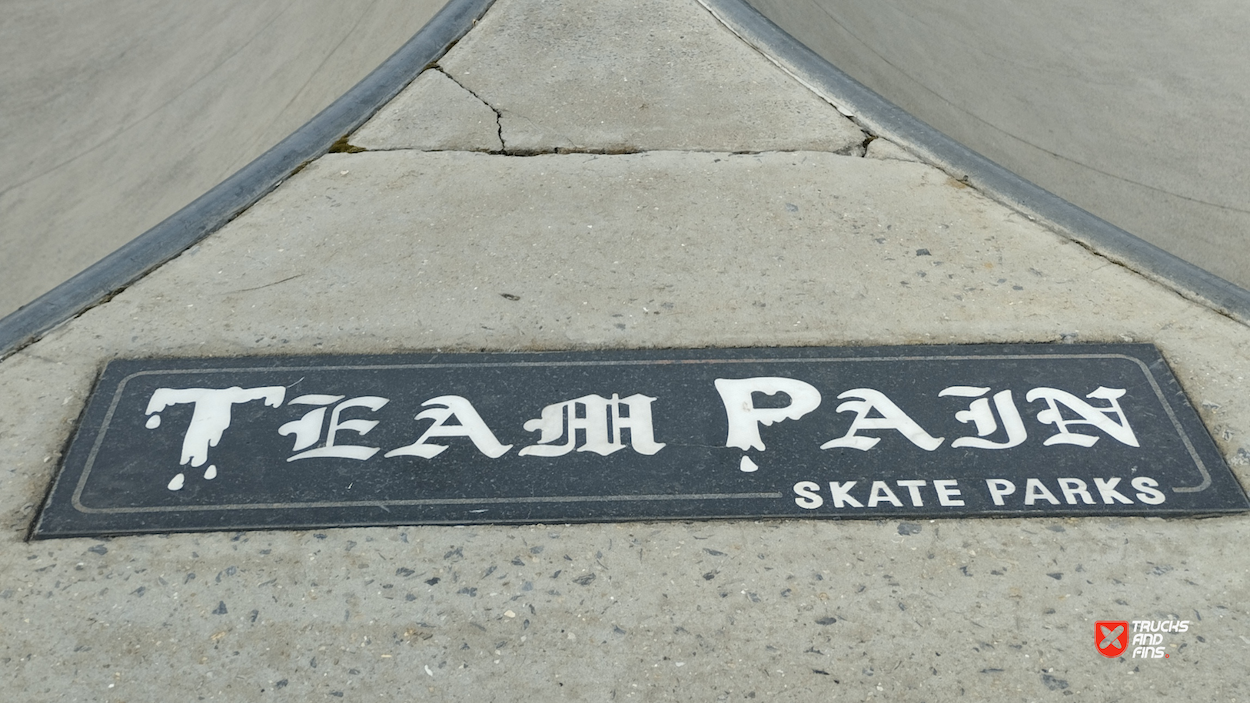 TEAM PAIN
SKATE PARKS
TRUCKS
AND
FINS.